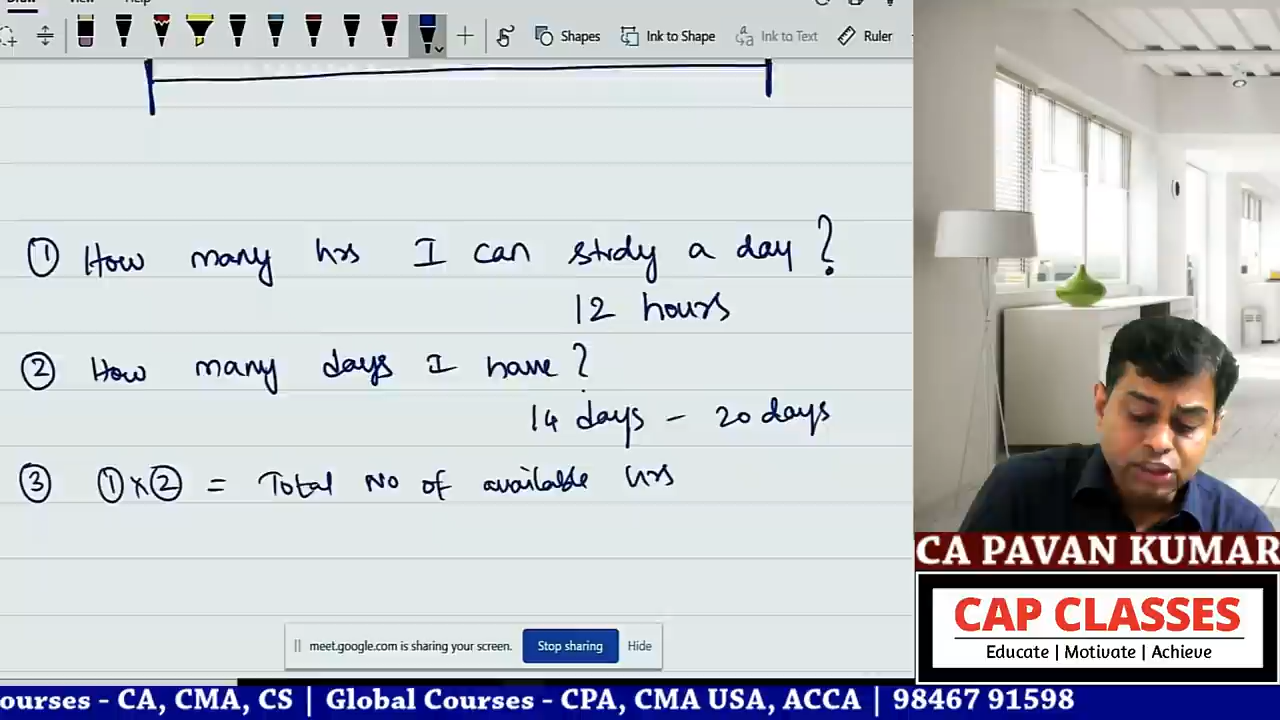 Draw View Help
Shapes Ink to Shape Ink to Text Ruler
① How many hrs I can study a day?
12 hours
② How many days I have?
14 days - 20 days
③ ①x② = Total No of available hrs
meet.google.com is sharing your screen. Stop sharing Hide
CA PAVAN KUMAR
CAP CLASSES
Educate | Motivate | Achieve
ourses - CA, CMA, CS | Global Courses - CPA, CMA USA, ACCA | 98467 91598